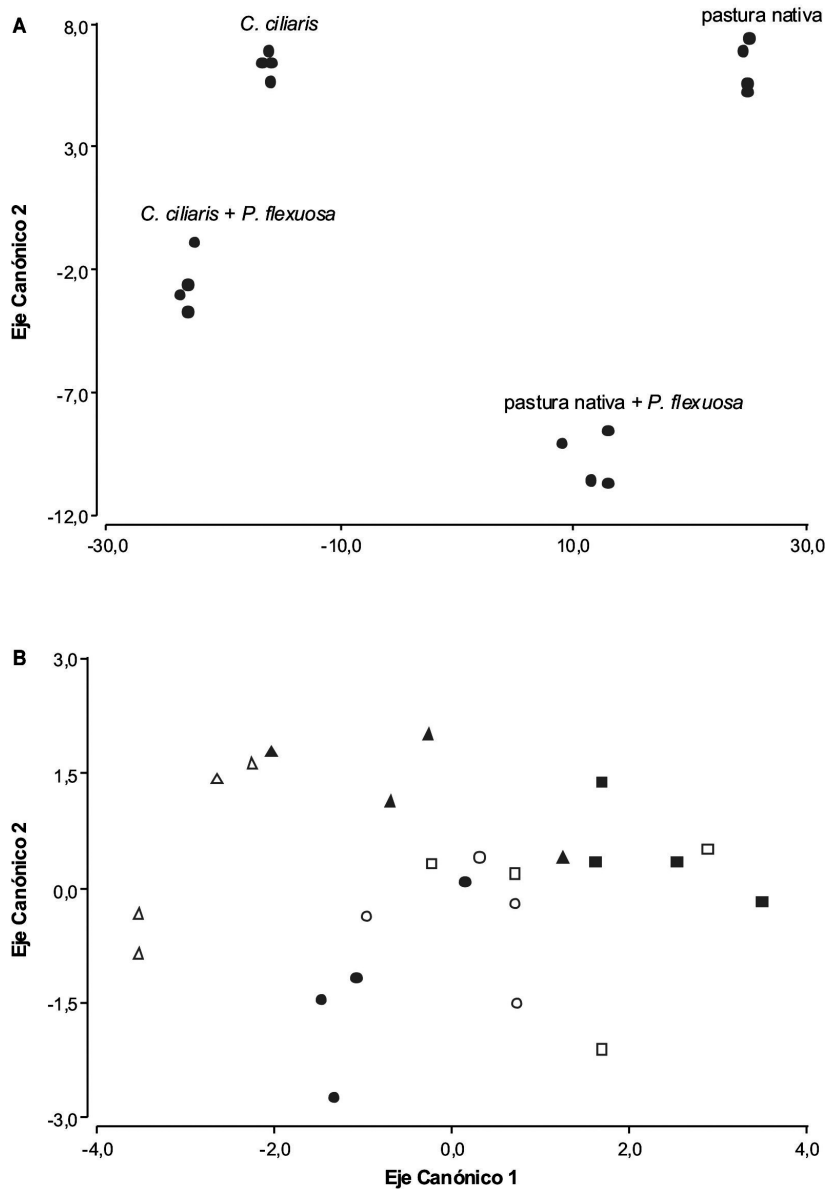 A
C. ciliaris
pastura nativa
8,0
3,0
C. ciliaris + P. flexuosa
Eje Canónico 2
-2,0
-7,0
pastura nativa + P. flexuosa
-12,0
-30,0 -10,0 10,0 30,0
B
3,0
1,5
Eje Canónico 2
0,0
-1,5
-3,0
-4,0 -2,0 0,0 2,0 4,0
Eje Canónico 1